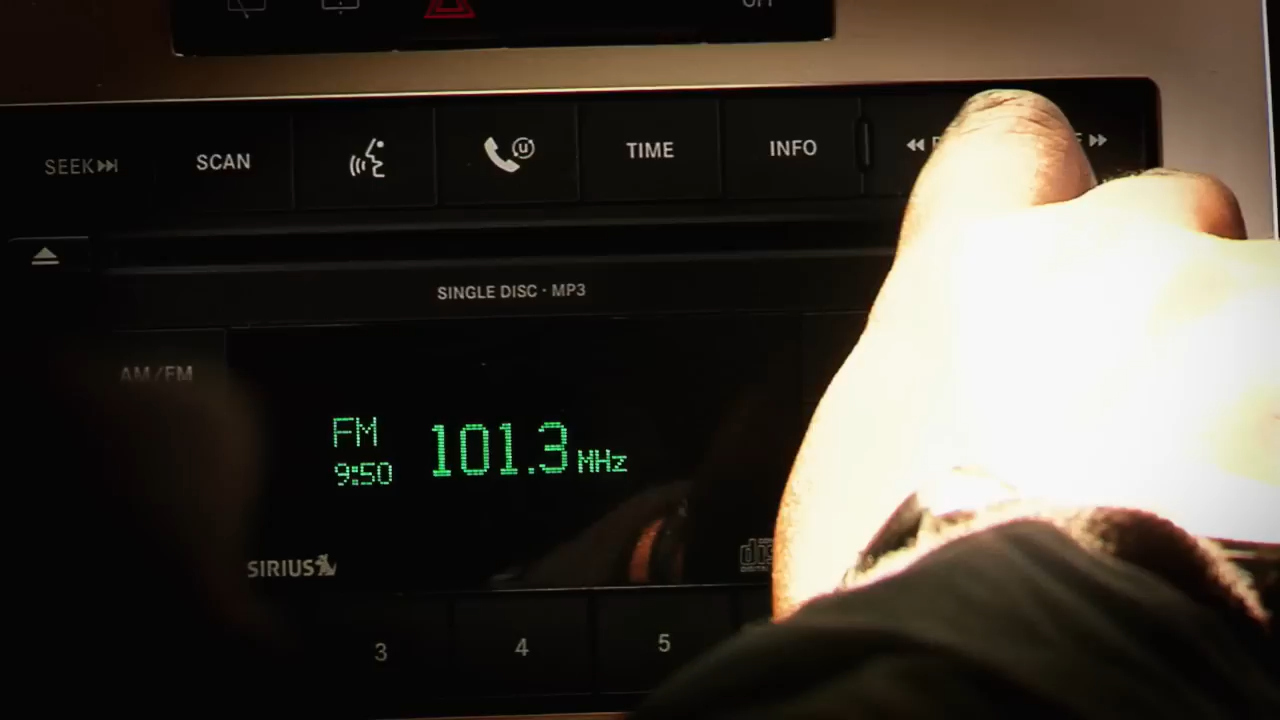 OFF
SEEK
SCAN
TIME
INFO
SINGLE DISC · MP3
AM/FM
FM
101.3 MHz
9:50
SIRIUS
3
4
5